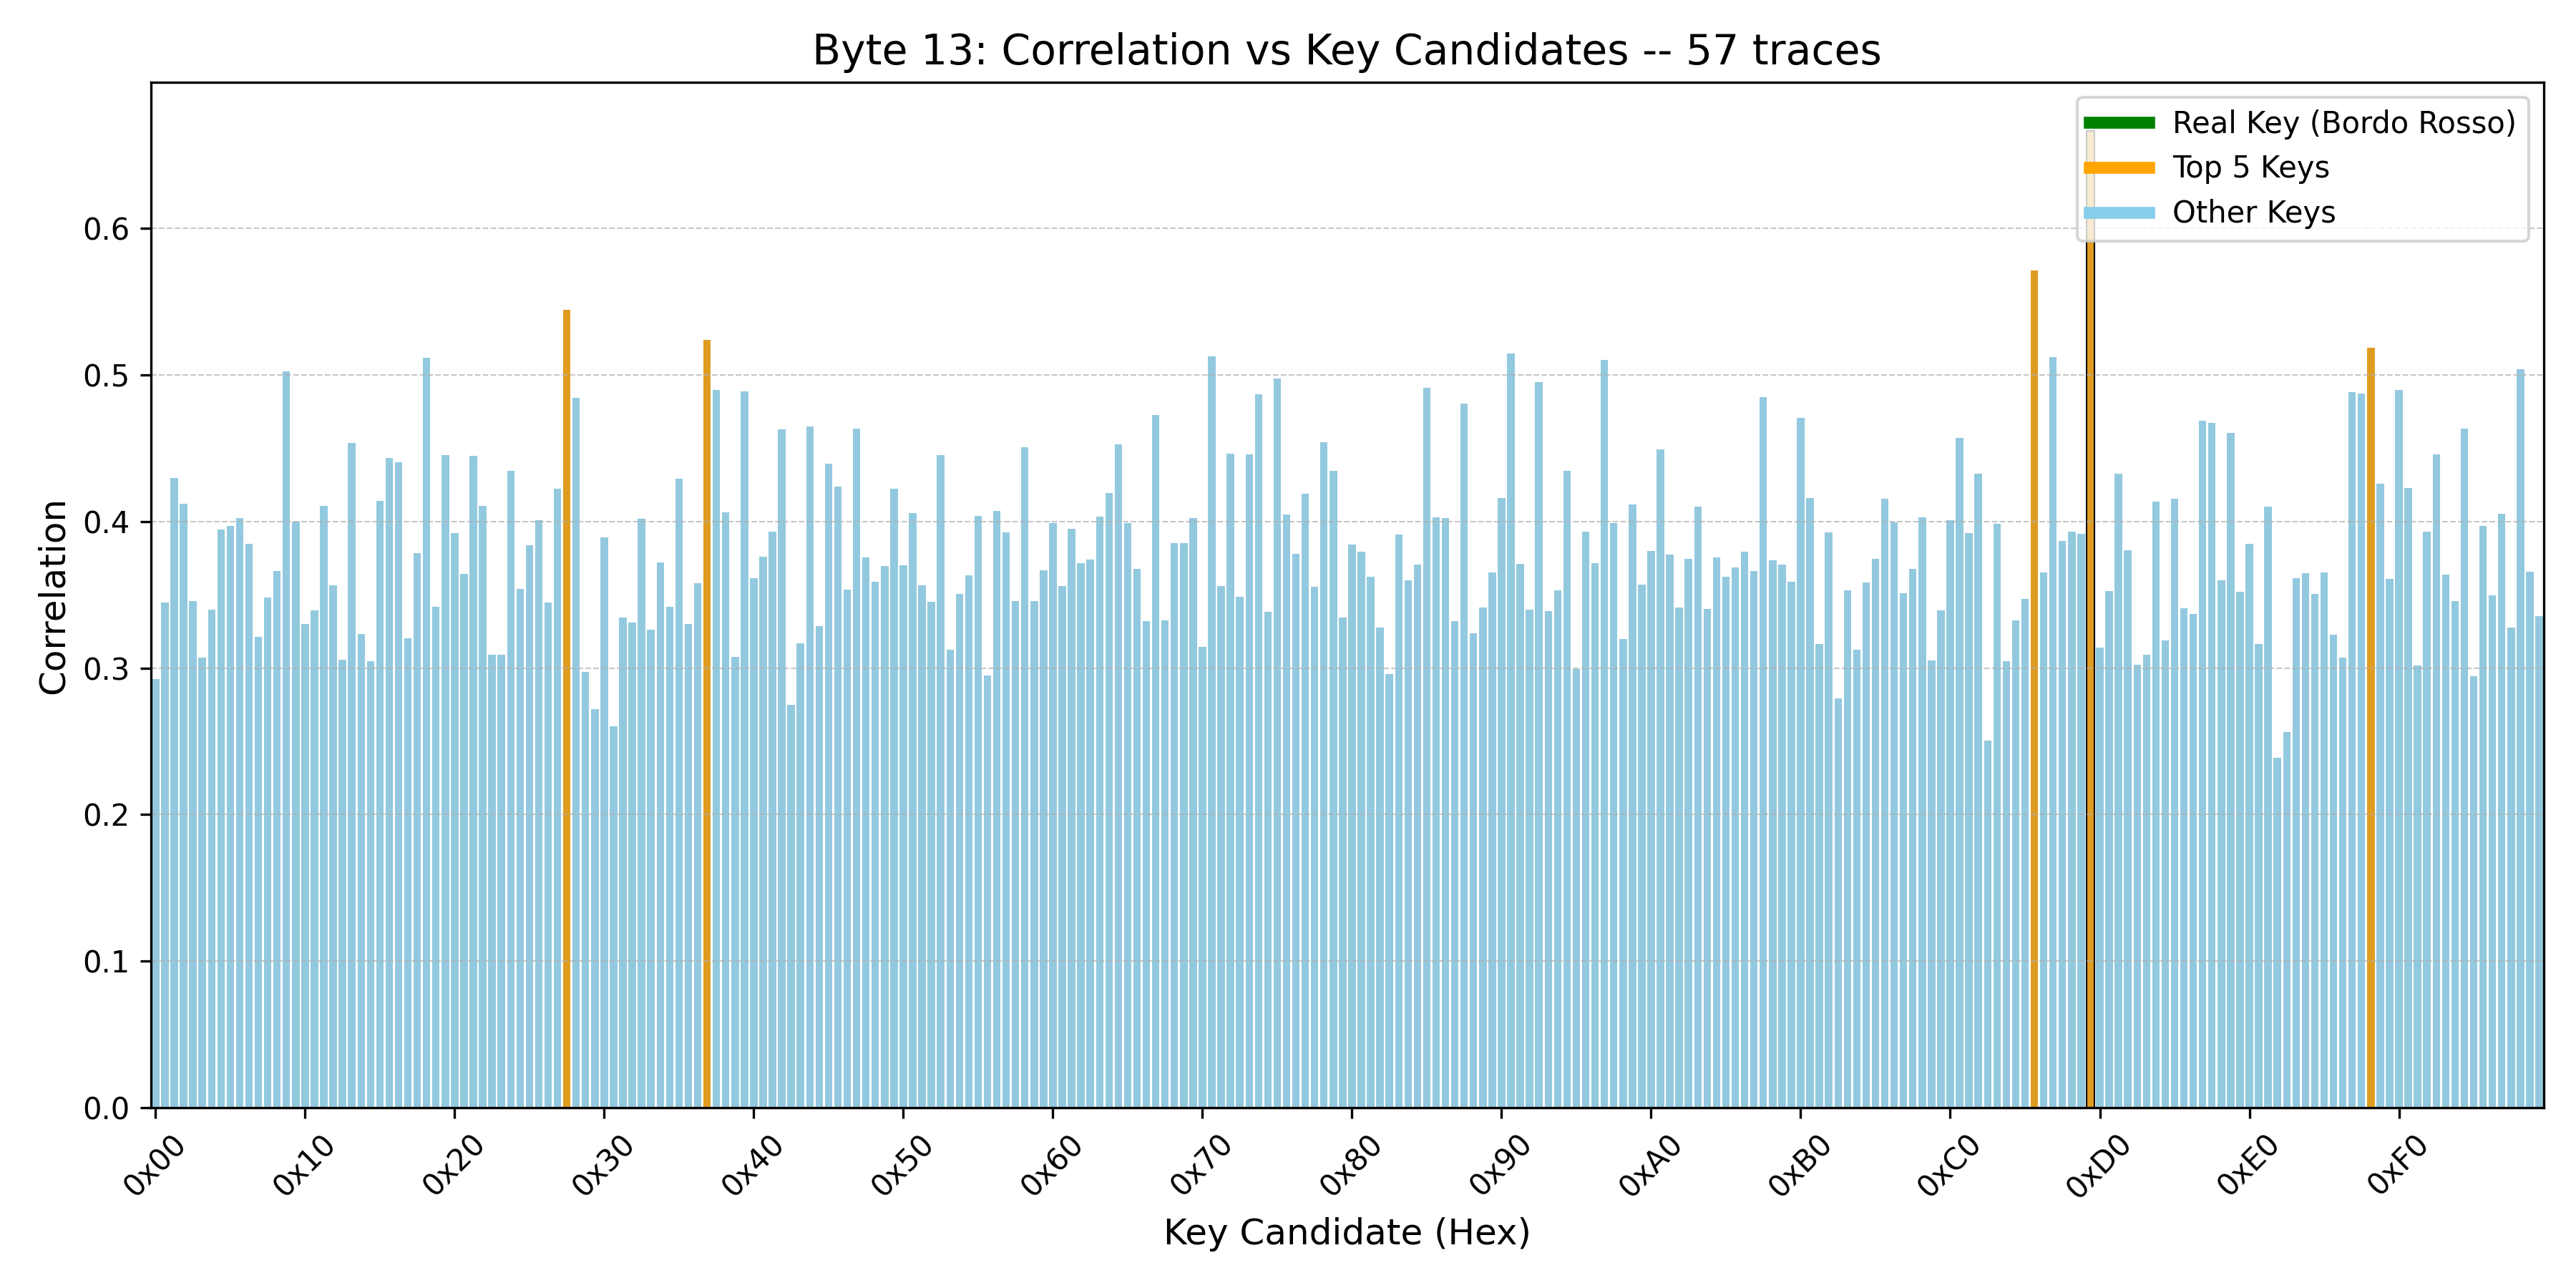 Byte 13: Correlation vs Key Candidates -- 57 traces
Real Key (Bordo Rosso)
Top 5 Keys
Other Keys
Correlation
0.6
0.5
0.4
0.3
0.2
0.1
0.0
0x00 0x10 0x20 0x30 0x40 0x50 0x60 0x70 0x80 0x90 0xA0 0xB0 0xC0 0xD0 0xE0 0xF0
Key Candidate (Hex)